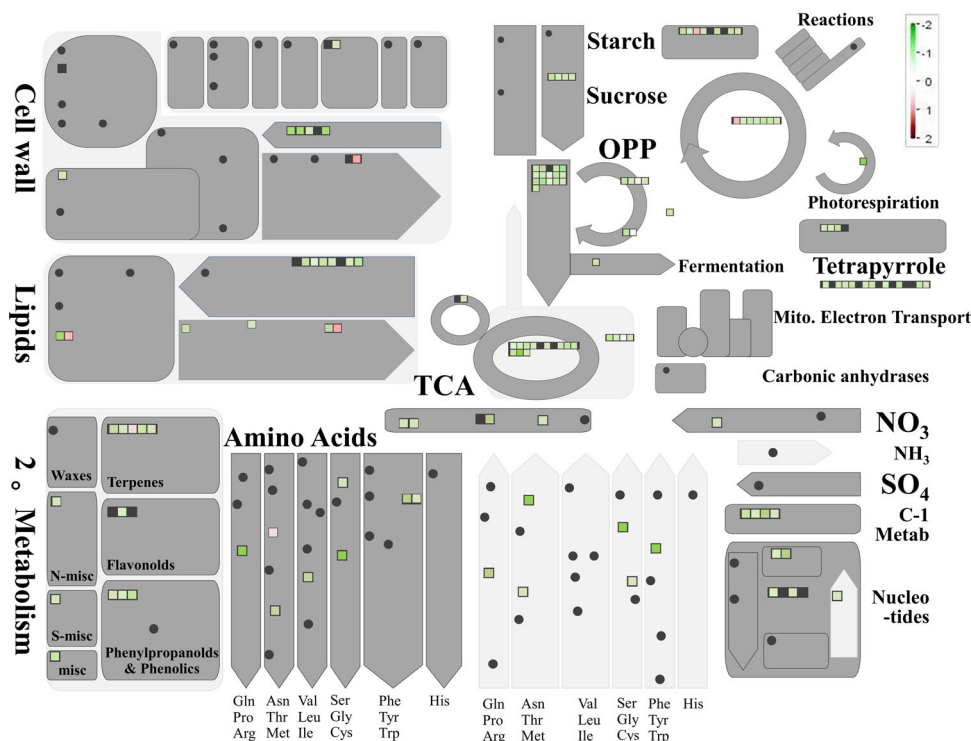 Cell wall
Lipids
2 。 Metabolism
Starch
Sucrose
OPP
TCA
Reactions
Photorespiration
Fermentation
Tetrapyrrole
Mito. Electron Transport
Carbonic anhydrases
-2
-1
0
1
2
Amino Acids
Waxes
Terpenes
N-misc
Flavonolds
S-misc
misc
Phenylpropanolds
& Phenolics
NO3
NH3
SO4
C-1
Metab
Nucleo
-tides
Gln
Pro
Arg
Asn
Thr
Met
Val
Leu
Ile
Ser
Gly
Cys
Phe
Tyr
Trp
His
Gln
Pro
Arg
Asn
Thr
Met
Val
Leu
Ile
Ser
Gly
Cys
Phe
Tyr
Trp
His